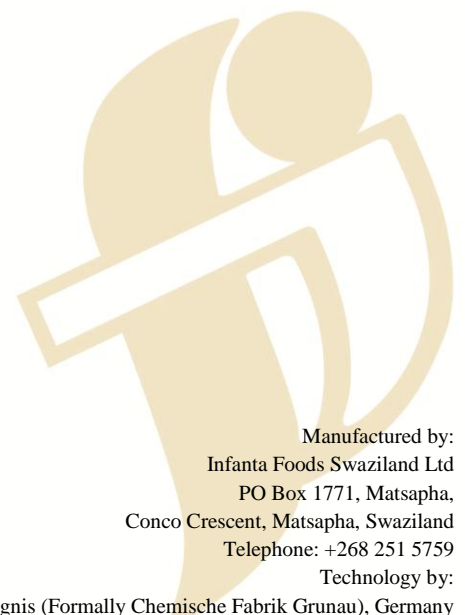 Manufactured by:
Infanta Foods Swaziland Ltd
PO Box 1771, Matsapha,
Conco Crescent, Matsapha, Swaziland
Telephone: +268 251 5759
Technology by:
(Formally Chemische Fabrik Grunau), Germany